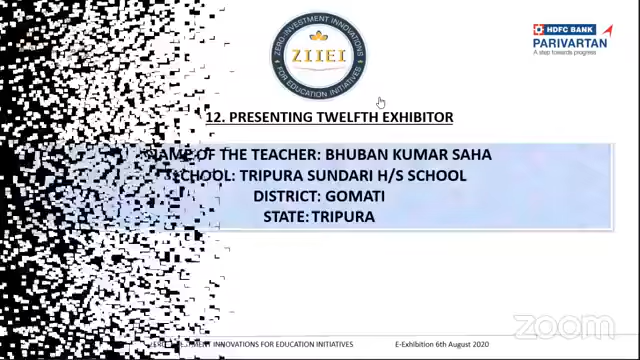 ZERO-INVESTMENT INNOVATIONS
ZIIEI
FOR EDUCATION INITIATIVES
HDFC BANK
PARIVARTAN
A step towards progress
12. PRESENTING TWELFTH EXHIBITOR
NAME OF THE TEACHER: BHUBAN KUMAR SAHA
SCHOOL: TRIPURA SUNDARI H/S SCHOOL
DISTRICT: GOMATI
STATE: TRIPURA
INNOVATIONS FOR EDUCATION INITIATIVES
E-Exhibition 6th August 2020
zoom